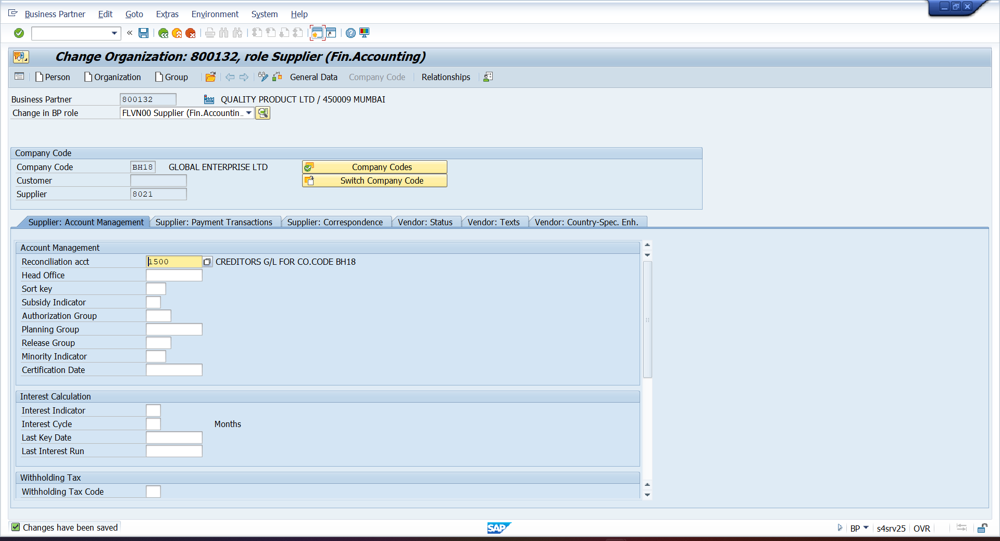 Business Partner Edit Goto Extras Environment System Help
«
Change Organization: 800132, role Supplier (Fin.Accounting)
Person Organization Group General Data Company Code Relationships
Business Partner 800132 QUALITY PRODUCT LTD / 450009 MUMBAI
Change in BP role FLVN00 Supplier (Fin.Accountin...
Company Code
Company Code BH18 GLOBAL ENTERPRISE LTD Company Codes
Customer Switch Company Code
Supplier 8021
Supplier: Account Management Supplier: Payment Transactions Supplier: Correspondence Vendor: Status Vendor: Texts Vendor: Country-Spec. Enh.
Account Management
Reconciliation acct 1500 CREDITORS G/L FOR CO.CODE BH18
Head Office
Sort key
Subsidy Indicator
Authorization Group
Planning Group
Release Group
Minority Indicator
Certification Date
Interest Calculation
Interest Indicator
Interest Cycle Months
Last Key Date
Last Interest Run
Withholding Tax
Withholding Tax Code
Changes have been saved SAP BP s4srv25 OVR